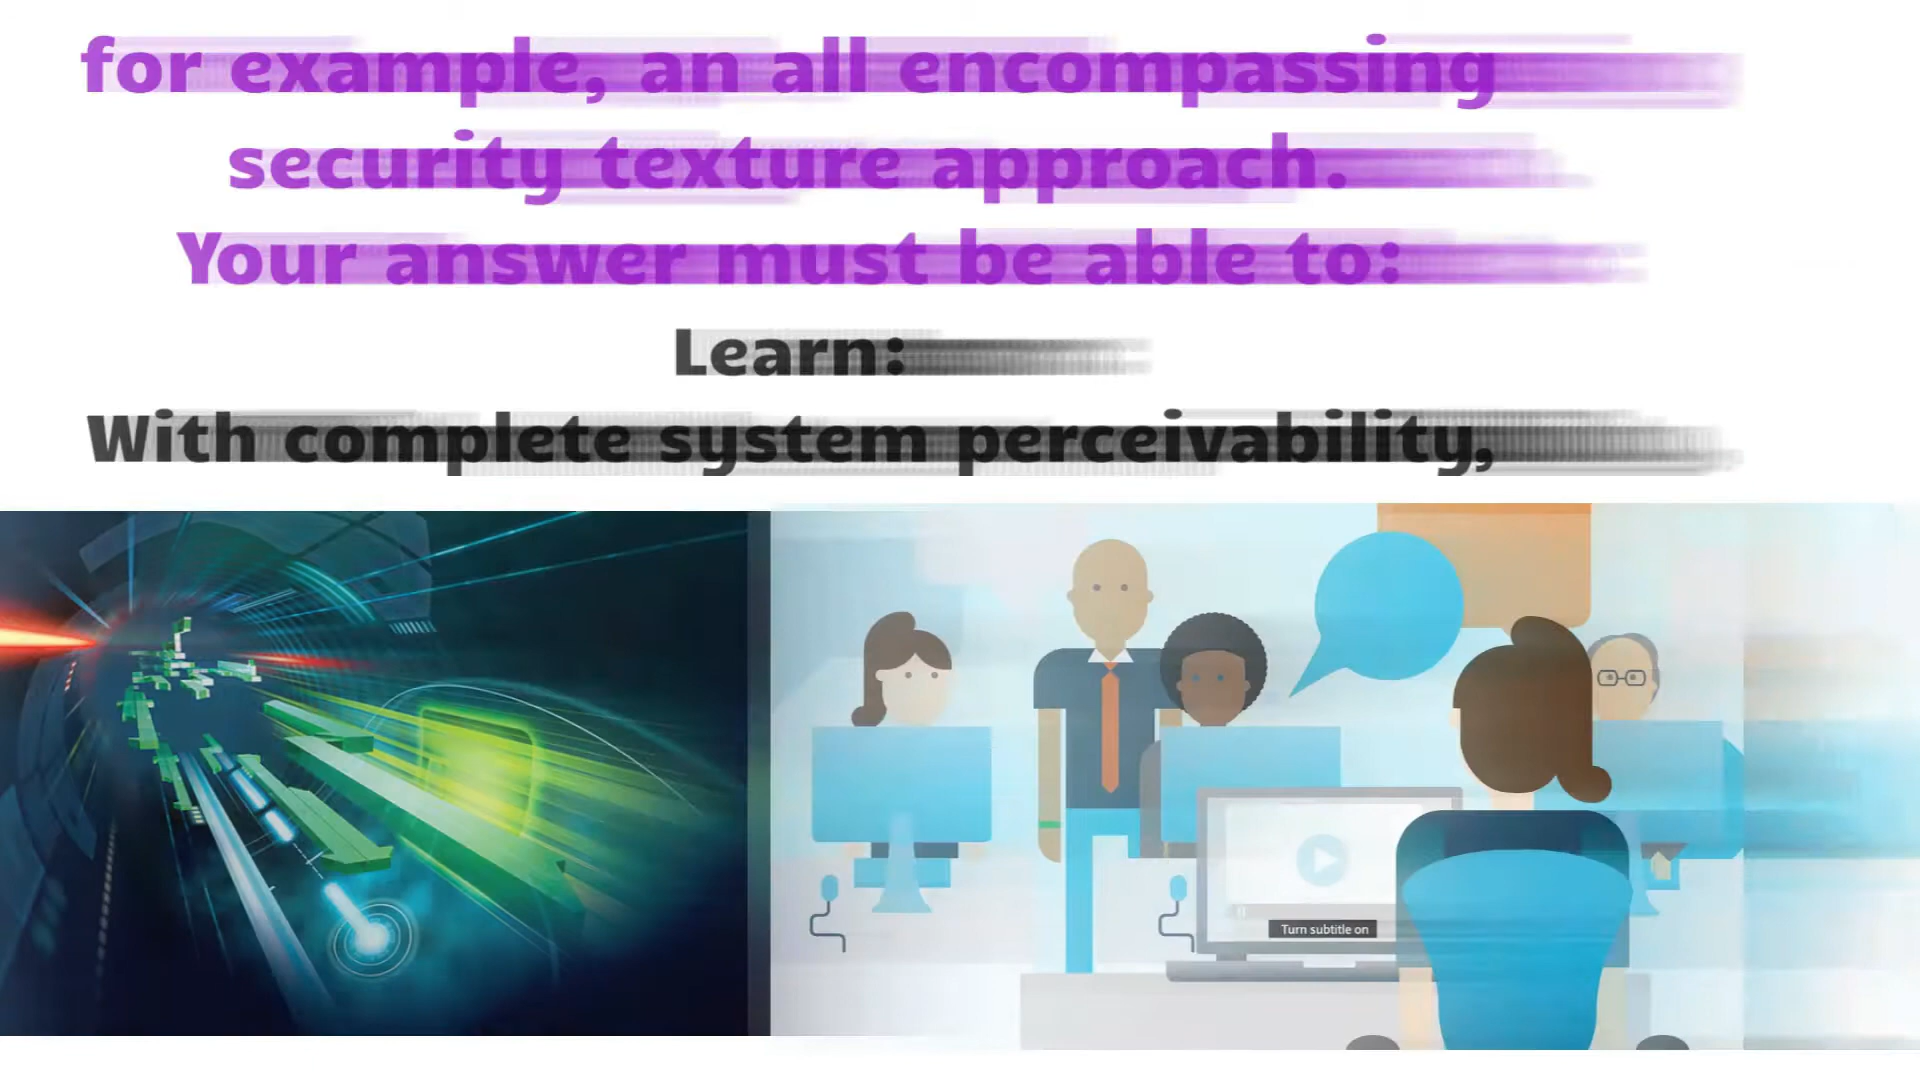 for example, an all encompassing
security texture approach.
Your answer must be able to:
Learn:
With complete system perceivability,
Turn subtitle on